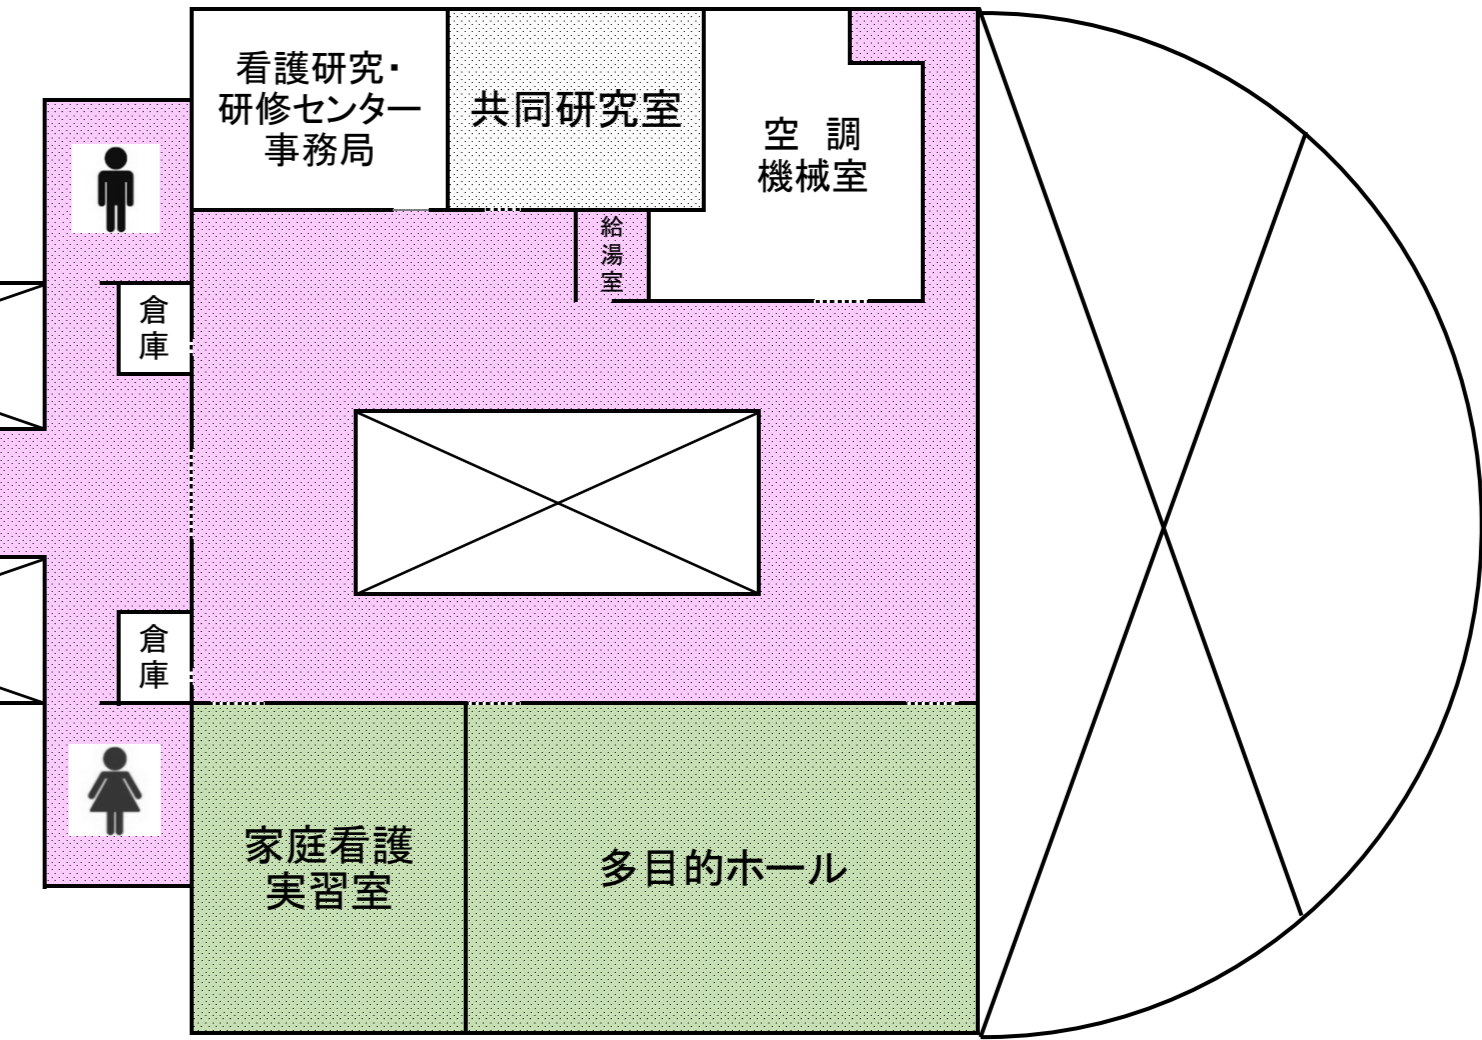 看護研究・
研修センター
事務局
共同研究室
空　調
機械室
給
湯
室
倉
庫
倉
庫
家庭看護
実習室
多目的ホール